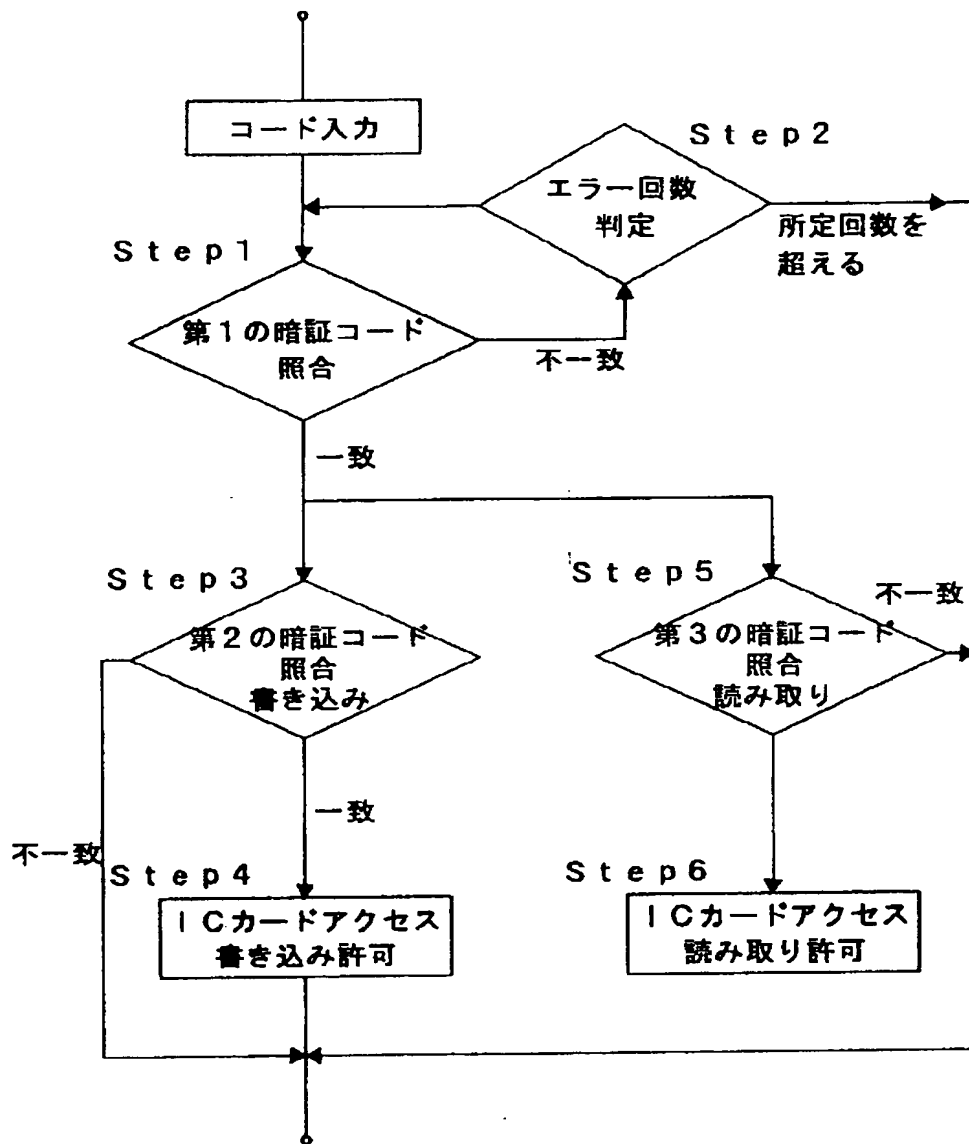 コード入力
Step2
エラー回数
判定
所定回数を
超える
Step1
第1の暗証コード
照合
不一致
一致
Step3
第2の暗証コード
照合
書き込み
Step5
不一致
第3の暗証コード
照合
読み取り
一致
不一致
Step4
ICカードアクセス
書き込み許可
Step6
ICカードアクセス
読み取り許可